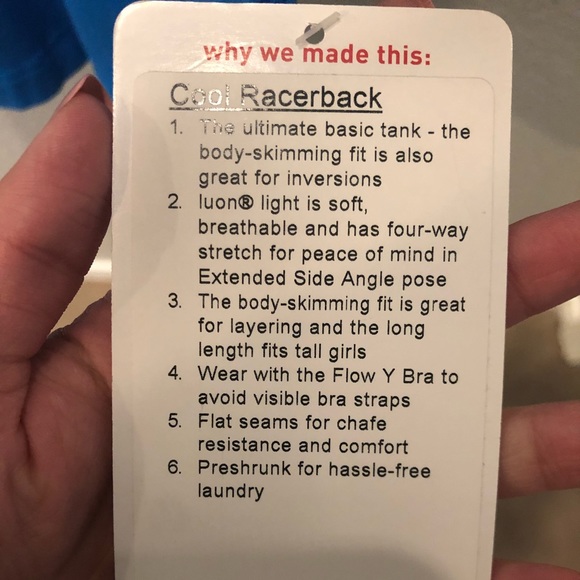 why we made this:
Cool Racerback
1. The ultimate basic tank - the
body-skimming fit is also
great for inversions
2. luon® light is soft,
breathable and has four-way
stretch for peace of mind in
Extended Side Angle pose
3. The body-skimming fit is great
for layering and the long
length fits tall girls
4. Wear with the Flow Y Bra to
avoid visible bra straps
5. Flat seams for chafe
resistance and comfort
6. Preshrunk for hassle-free
laundry